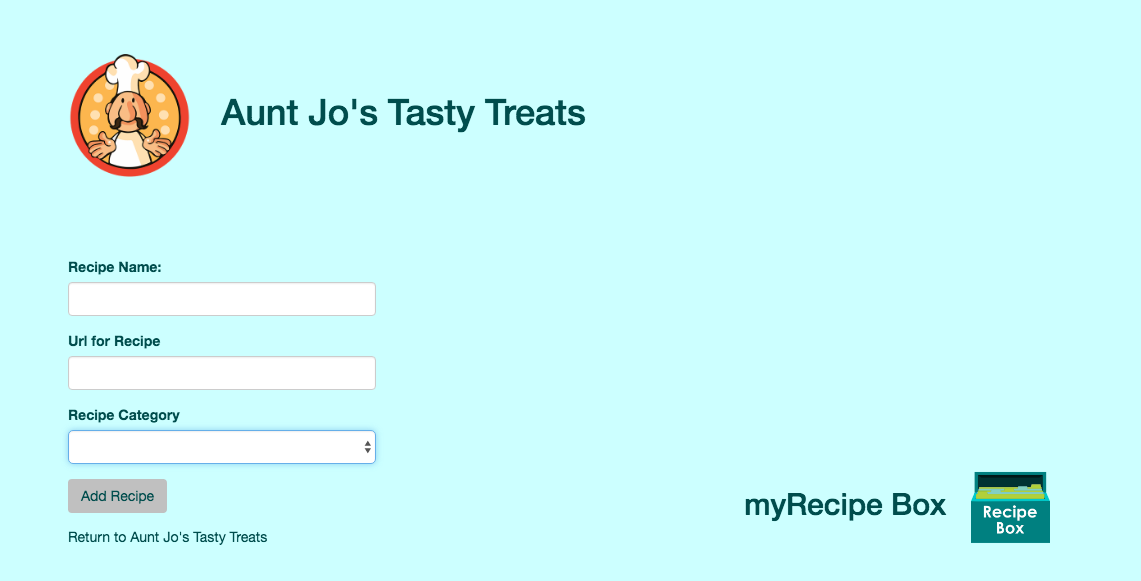 Aunt Jo's Tasty Treats
Recipe Name:
Url for Recipe
Recipe Category
Add Recipe
Return to Aunt Jo's Tasty Treats
myRecipe Box
Recipe
Box